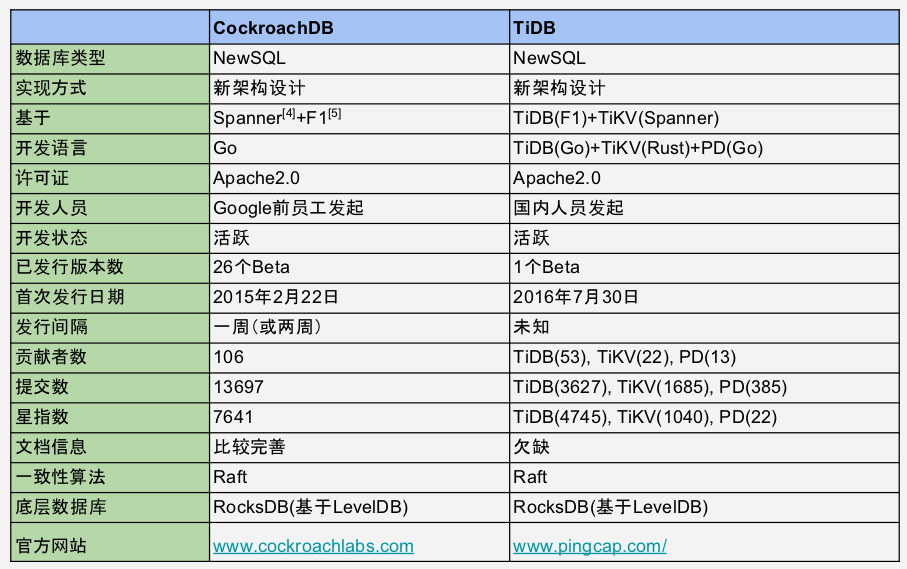 CockroachDB TiDB
数据库类型 NewSQL NewSQL
实现方式 新架构设计 新架构设计
基于 Spanner[4]+F1[5] TiDB(F1)+TiKV(Spanner)
开发语言 Go TiDB(Go)+TiKV(Rust)+PD(Go)
许可证 Apache2.0 Apache2.0
开发人员 Google前员工发起 国内人员发起
开发状态 活跃 活跃
已发行版本数 26个Beta 1个Beta
首次发行日期 2015年2月22日 2016年7月30日
发行间隔 一周(或两周) 未知
贡献者数 106 TiDB(53), TiKV(22), PD(13)
提交数 13697 TiDB(3627), TiKV(1685), PD(385)
星指数 7641 TiDB(4745), TiKV(1040), PD(22)
文档信息 比较完善 欠缺
一致性算法 Raft Raft
底层数据库 RocksDB(基于LevelDB) RocksDB(基于LevelDB)
官方网站 www.cockroachlabs.com www.pingcap.com/